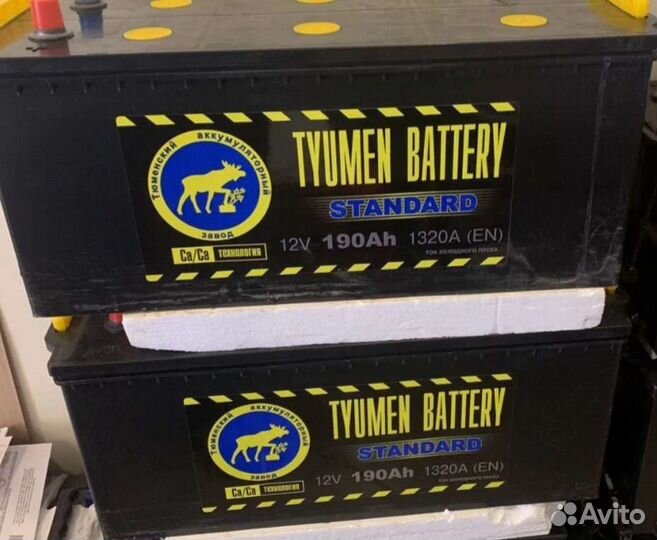 Тюменский аккумуляторный
завод
Ca/Ca технология
TYUMEN BATTERY
STANDARD
12V 190Ah 1320A (EN)
ТОК ХОЛОДНОГО ПУСКА
Тюменский аккумуляторный
завод
Ca/Ca технология
TYUMEN BATTERY
STANDARD
12V 190Ah 1320A (EN)
ТОК ХОЛОДНОГО ПУСКА
Avito